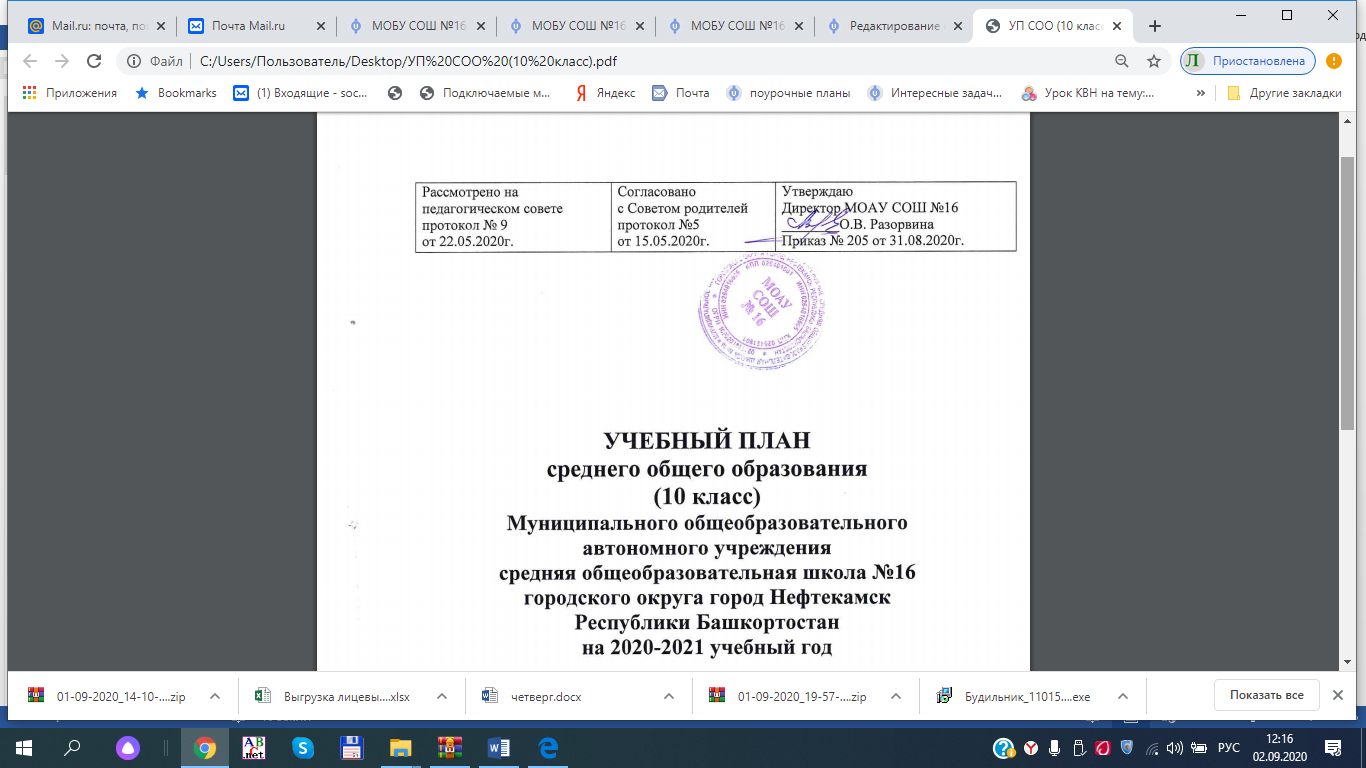 Mail.ru: почта, по
Почта Mail.ru
МОБУ СОШ №16
МОБУ СОШ №16
МОБУ СОШ №16
Редактирование
УП СОО (10 класс
Файл
C:/Users/Пользователь/Desktop/УП%20СОО%20(10%20класс).pdf
Л
Приостановлена
Приложения
Bookmarks
(1) Входящие - soc...
Подключаемые м...
Яндекс
Почта
поурочные планы
Интересные задач...
Урок КВН на тему:...
»
Другие закладки
Рассмотрено на
педагогическом совете
протокол № 9
от 22.05.2020г.
Согласовано
с Советом родителей
протокол №5
от 15.05.2020г.
Утверждаю
Директор МОАУ СОШ №16
О.В. Разорвина
Приказ № 205 от 31.08.2020г.
МОАУ
СОШ
№ 16
УЧЕБНЫЙ ПЛАН
среднего общего образования
(10 класс)
Муниципального общеобразовательного
автономного учреждения
средняя общеобразовательная школа №16
городского округа город Нефтекамск
Республики Башкортостан
на 2020-2021 учебный год
01-09-2020_14-10-....zip
Выгрузка лицевы....xlsx
четверг.docx
01-09-2020_19-57-....zip
Будильник_11015....exe
Показать все
РУС
12:16
02.09.2020